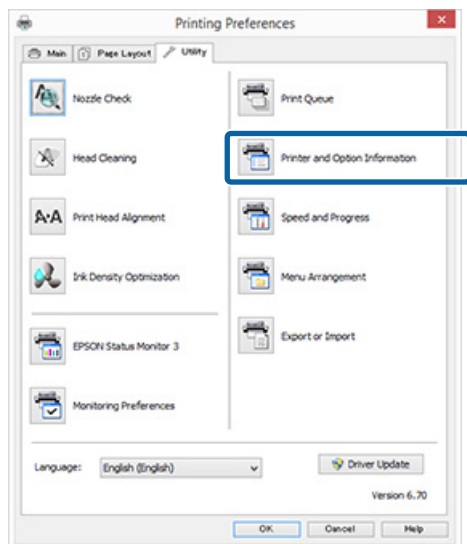 Printing Preferences
Main
Page Layout
Utility
Nozzle Check
Head Cleaning
Print Head Alignment
Ink Density Optimization
EPSON Status Monitor 3
Monitoring Preferences
Print Queue
Printer and Option Information
Speed and Progress
Menu Arrangement
Export or Import
Language:
English (English)
Driver Update
Version 6.70
OK
Cancel
Help